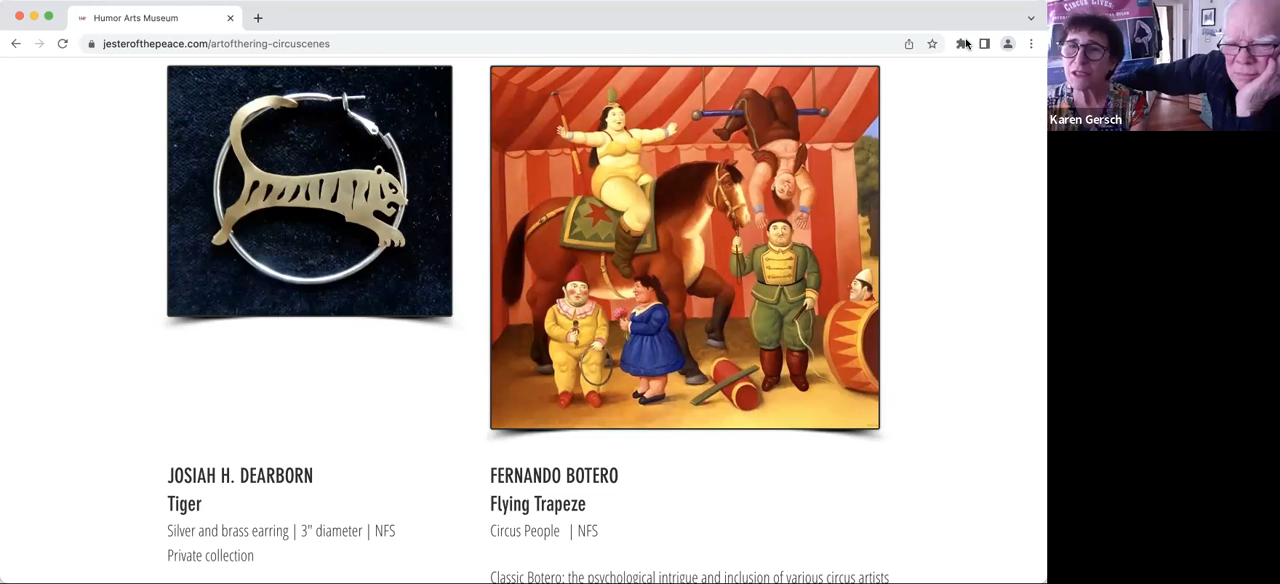 Humor Arts Museum
jesterofthepeace.com/artofthering-circuscenes
CIRCUS LIVES:
Karen Gersch
JOSIAH H. DEARBORN
Tiger
Silver and brass earring | 3" diameter | NFS
Private collection
FERNANDO BOTERO
Flying Trapeze
Circus People | NFS
Classic Botero: the psychological intrigue and inclusion of various circus artists